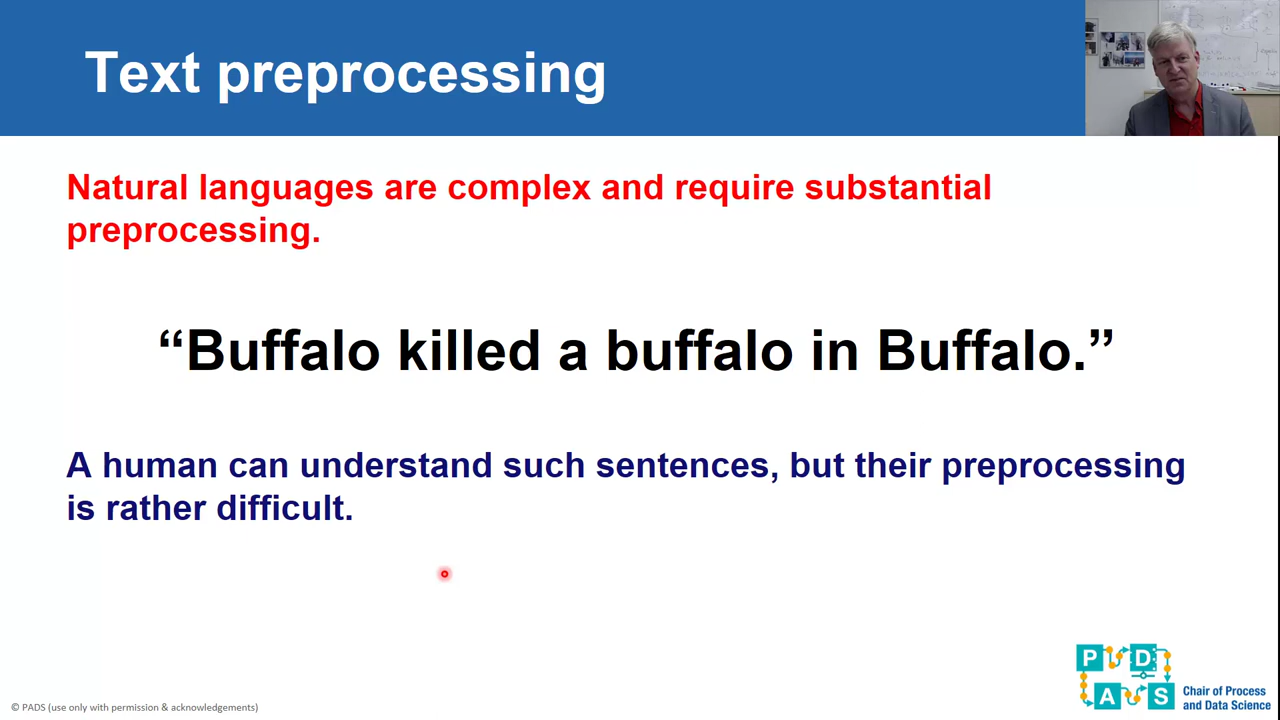 Text preprocessing
Natural languages are complex and require substantial
preprocessing.
“Buffalo killed a buffalo in Buffalo.”
A human can understand such sentences, but their preprocessing
is rather difficult.
P D
A S
Chair of Process
and Data Science
© PADS (use only with permission & acknowledgements)